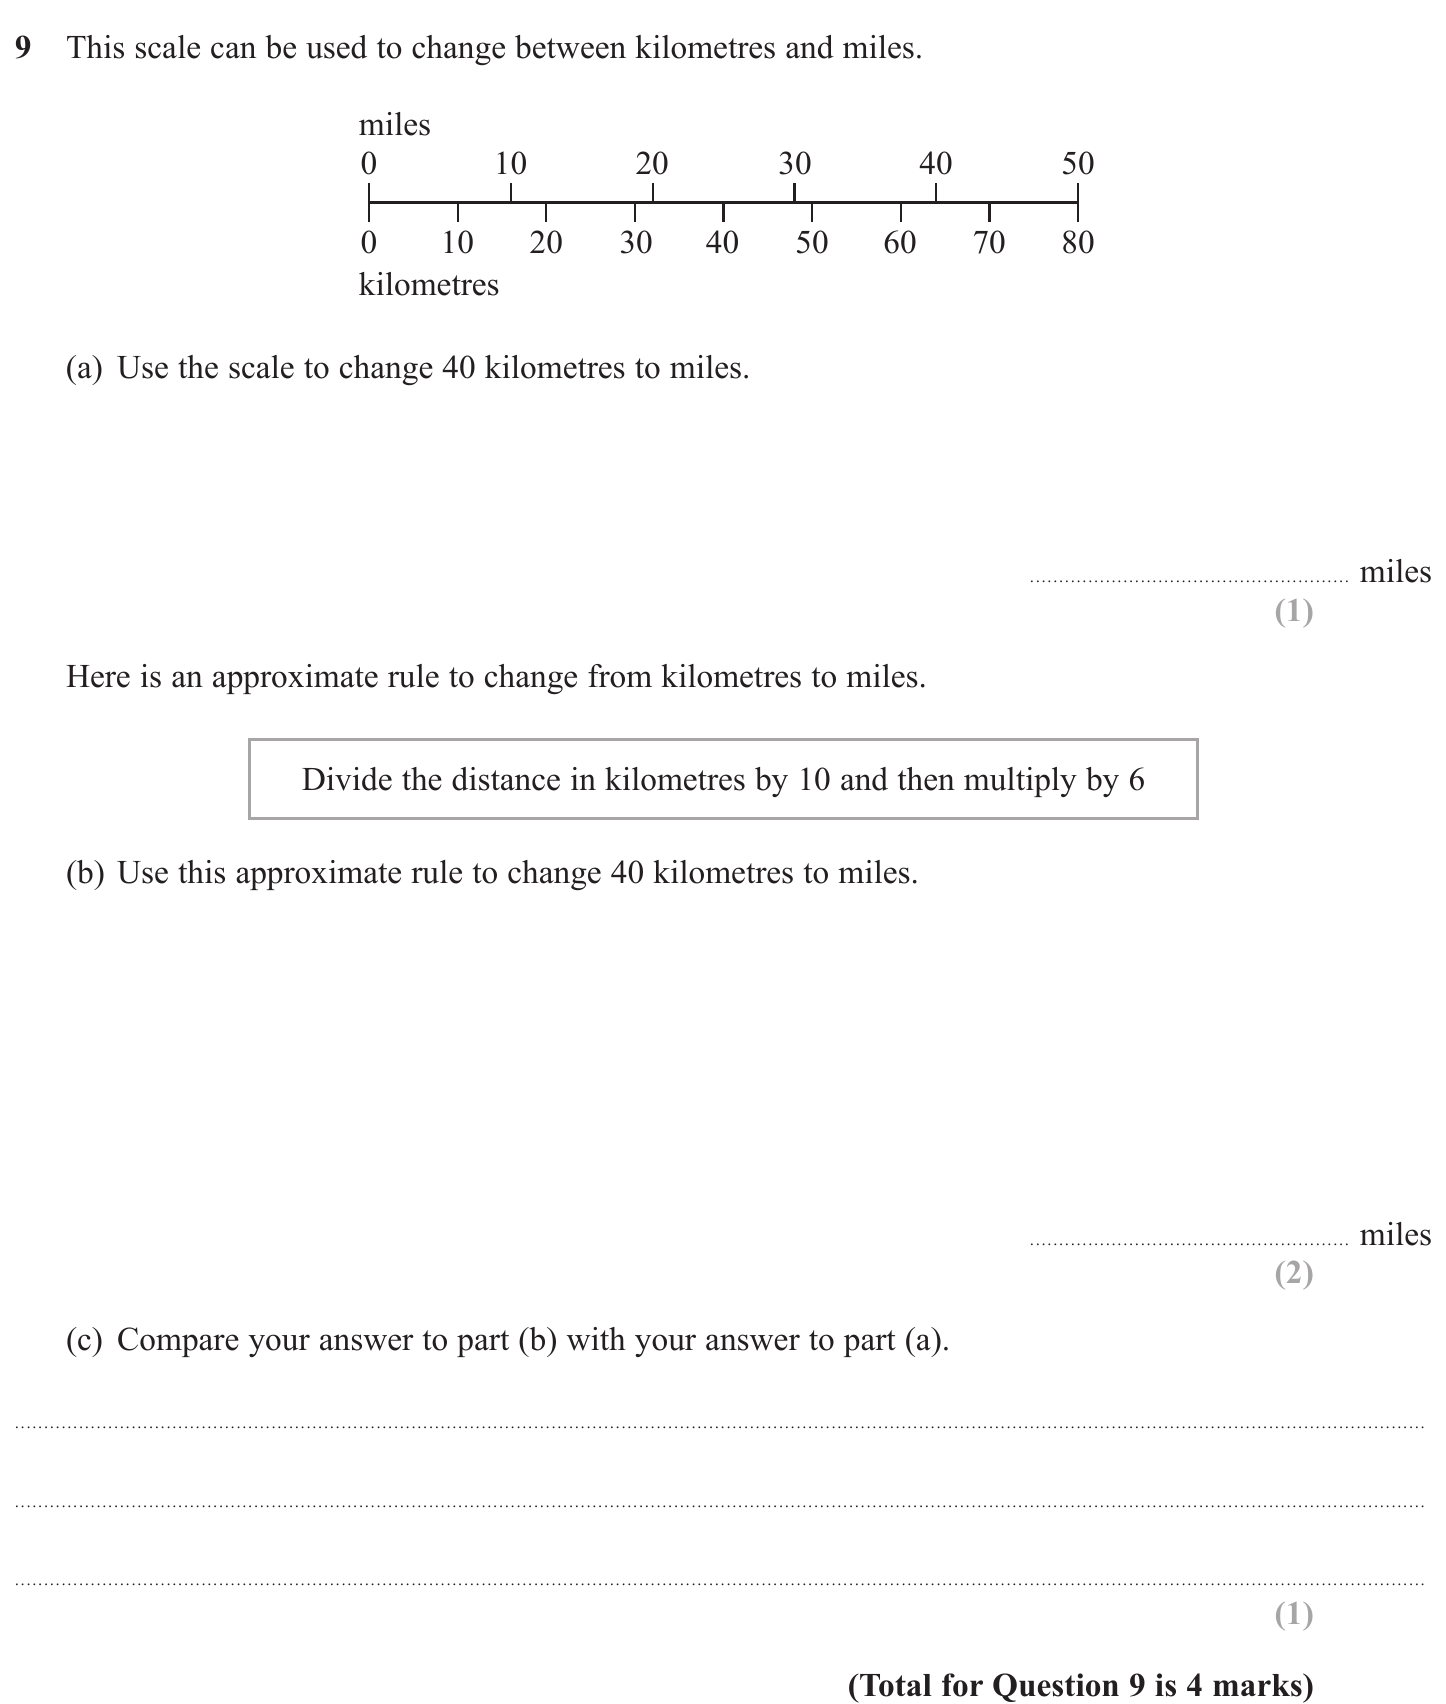 9 This scale can be used to change between kilometres and miles.
miles
0 10 20 30 40 50
0 10 20 30 40 50 60 70 80
kilometres
(a) Use the scale to change 40 kilometres to miles.
miles
(1)
Here is an approximate rule to change from kilometres to miles.
Divide the distance in kilometres by 10 and then multiply by 6
(b) Use this approximate rule to change 40 kilometres to miles.
miles
(2)
(c) Compare your answer to part (b) with your answer to part (a).
(1)
(Total for Question 9 is 4 marks)